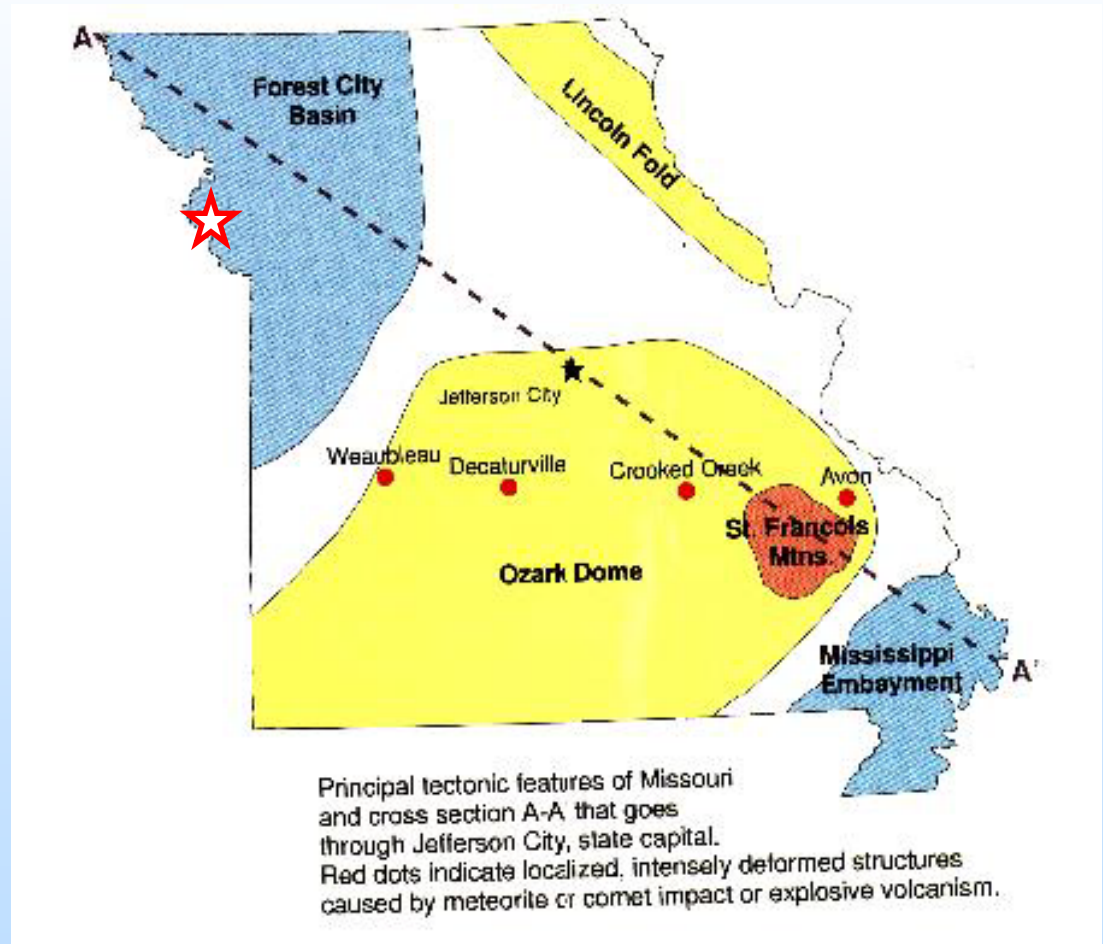 A
Forest City
Basin
Lincoln Fold
Jefferson City
Weaubleau
Decaturville
Crooked Creek
Avon
St. Francois
Mtns.
Ozark Dome
Mississippi
Embayment
A'
Principal tectonic features of Missouri
and cross section A-A' that goes
through Jefferson City, state capital.
Red dots indicate localized, intensely deformed structures
caused by meteorite or comet impact or explosive volcanism.